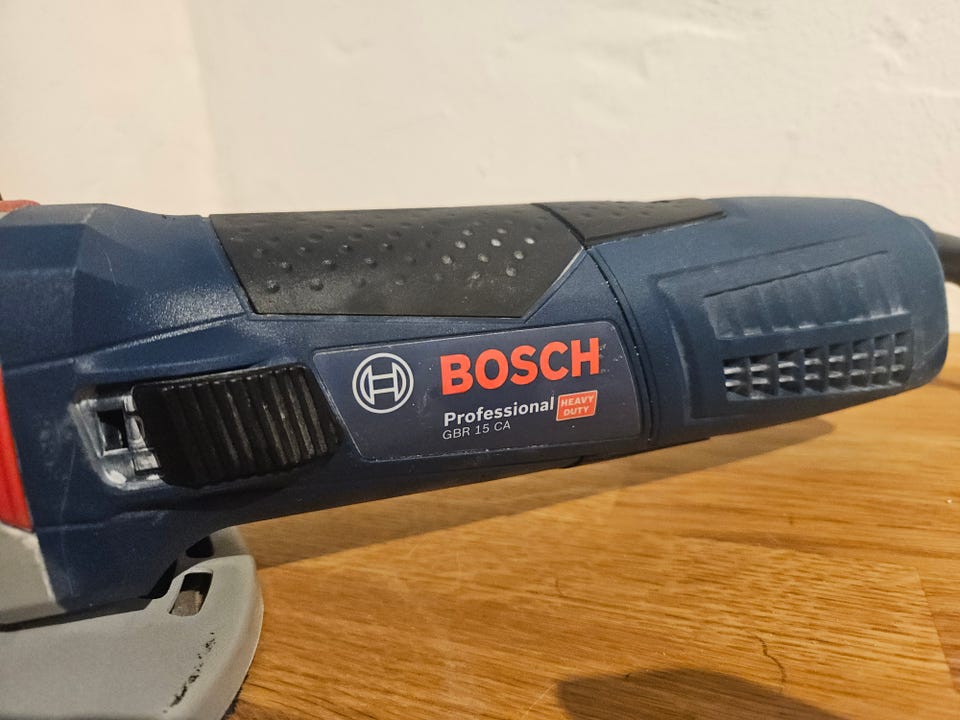 BOSCH
Professional
HEAVY
DUTY
GBR 15 CA